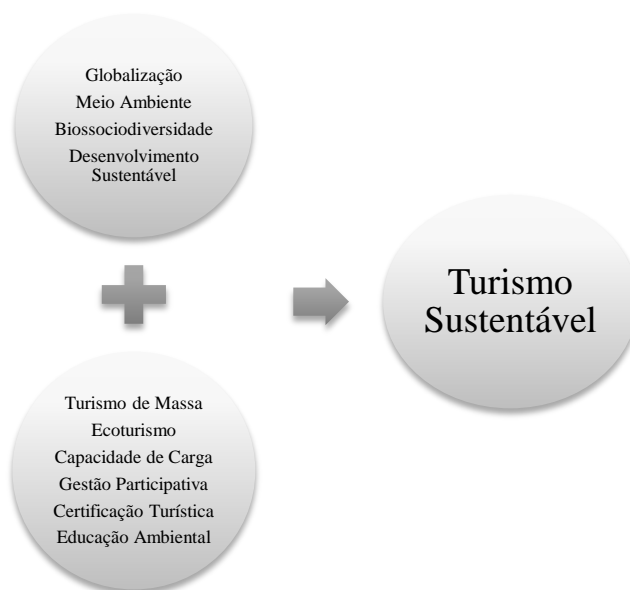 Globalização
Meio Ambiente
Biossociodiversidade
Desenvolvimento
Sustentável
Turismo de Massa
Ecoturismo
Capacidade de Carga
Gestão Participativa
Certificação Turística
Educação Ambiental
Turismo
Sustentável